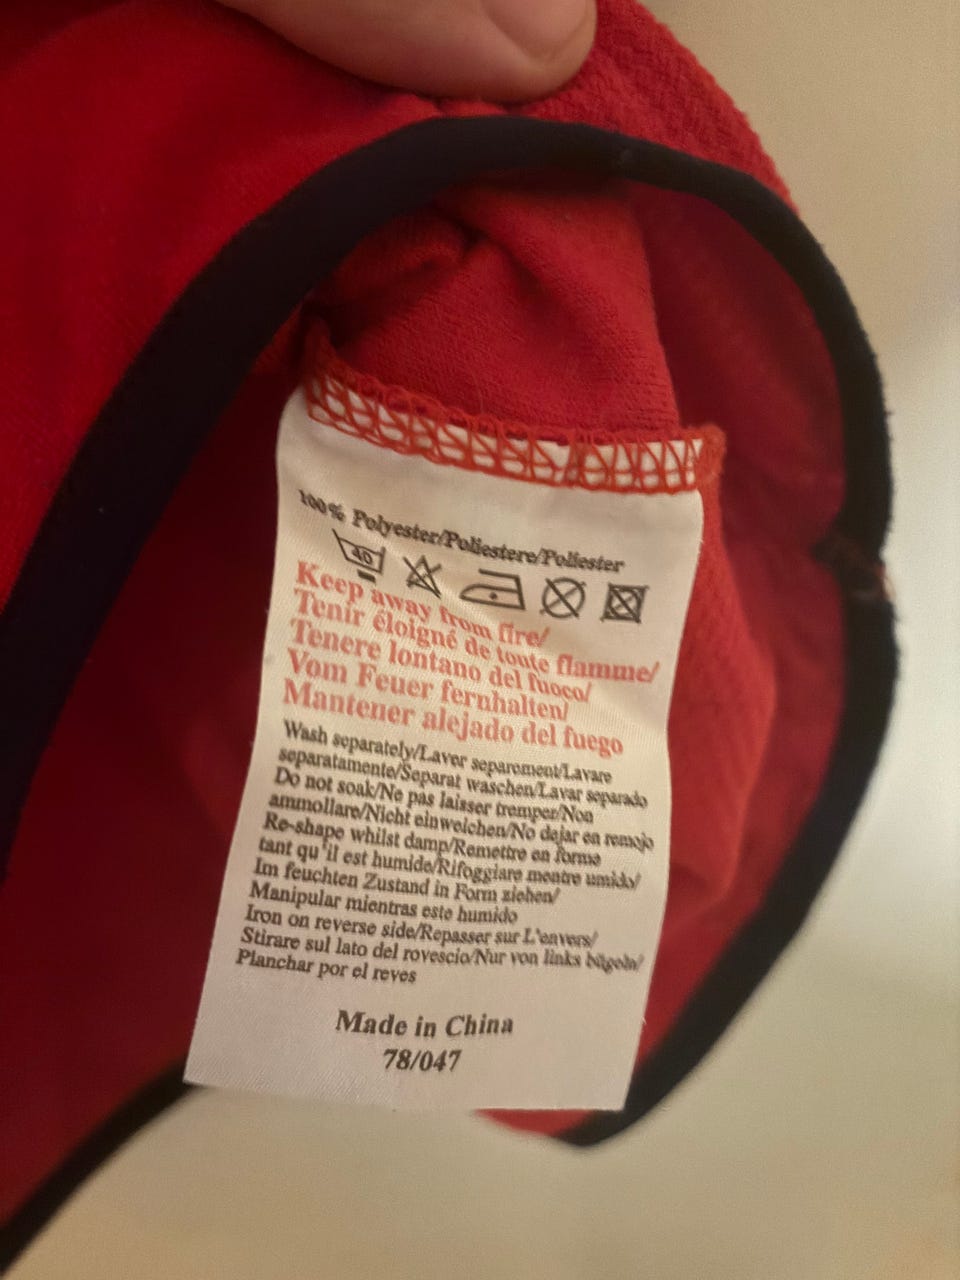 100% Polyester/Poliestere/Poliester
40
Keep away from fire/
Tenir éloigné de toute flamme/
Tenere lontano del fuoco/
Vom Feuer fernhalten/
Mantener alejado del fuego
Wash separately/Laver separement/Lavare
separatamente/Separat waschen/Lavar separado
Do not soak/Ne pas laisser tremper/Non
ammollare/Nicht einweichen/No dejar en remojo
Re-shape whilst damp/Remettre en forme
tant qu'il est humide/Rifoggiare mentre umido/
Im feuchten Zustand in Form ziehen/
Manipular mientras este humido
Iron on reverse side/Repasser sur L'envers/
Stirare sul lato del rovescio/Nur von links bügeln/
Planchar por el reves
Made in China
78/047